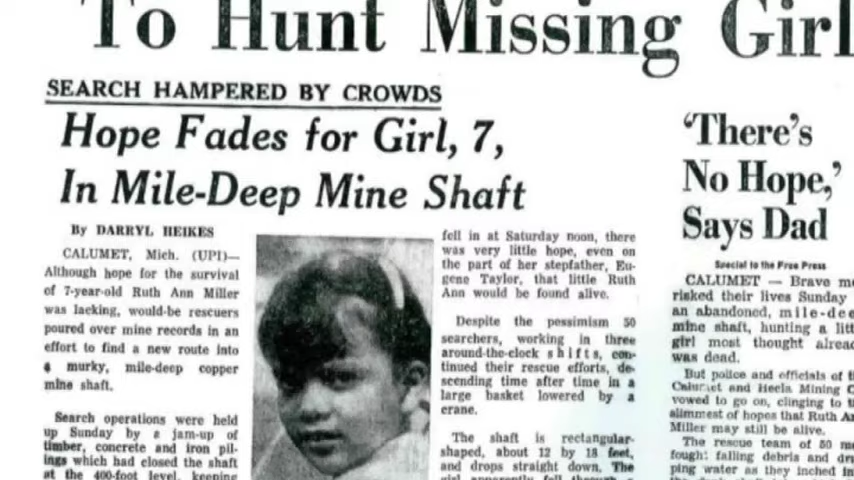 To Hunt Missing Girl
SEARCH HAMPERED BY CROWDS
Hope Fades for Girl, 7,
In Mile-Deep Mine Shaft
By DARRYL HEIKES
CALUMET, Mich. (UPI)—
Although hope for the survival
of 7-year-old Ruth Ann Miller
was lacking, would-be rescuers
poured over mine records in an
effort to find a new route into
a murky, mile-deep copper
mine shaft.
Search operations were held
up Sunday by a jam-up of
timber, concrete and iron pil-
ings which had closed the shaft
at the 400-foot level, keeping
fell in at Saturday noon, there
was very little hope, even on
the part of her stepfather, Eu-
gene Taylor, that little Ruth
Ann would be found alive.
Despite the pessimism 50
searchers, working in three
around-the-clock shifts, con-
tinued their rescue efforts, de-
scending time after time in a
large basket lowered by a
crane.
The shaft is rectangular-
shaped, about 12 by 18 feet,
and drops straight down. The
girl apparently fell through a
'There's
No Hope,'
Says Dad
Special to the Free Press
CALUMET — Brave me
risked their lives Sunday
an abandoned, mile-dee
mine shaft, hunting a litt
girl most thought alread
was dead.
But police and officials of t
Calumet and Hecla Mining C
vowed to go on, clinging to t
slimmest of hopes that Ruth A
Miller may still be alive.
The rescue team of 50 m
fough falling debris and dr
ping water as they inched in